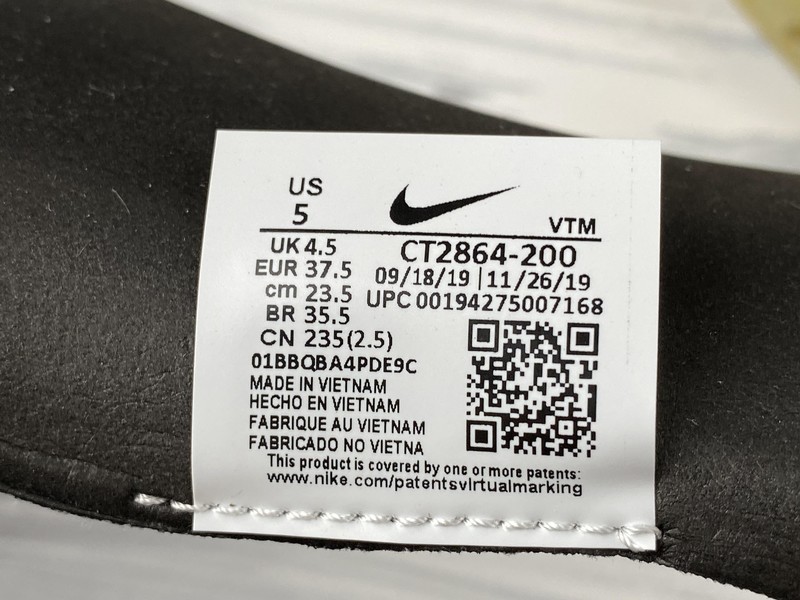 US
5
VTM
UK 4.5
EUR 37.5
cm 23.5
BR 35.5
CN 235(2.5)
CT2864-200
09/18/19 | 11/26/19
UPC 00194275007168
01BBQBA4PDE9C
MADE IN VIETNAM
HECHO EN VIETNAM
FABRIQUE AU VIETNAM
FABRICADO NO VIETNA
This product is covered by one or more patents:
www.nike.com/patentsvirtualmarking